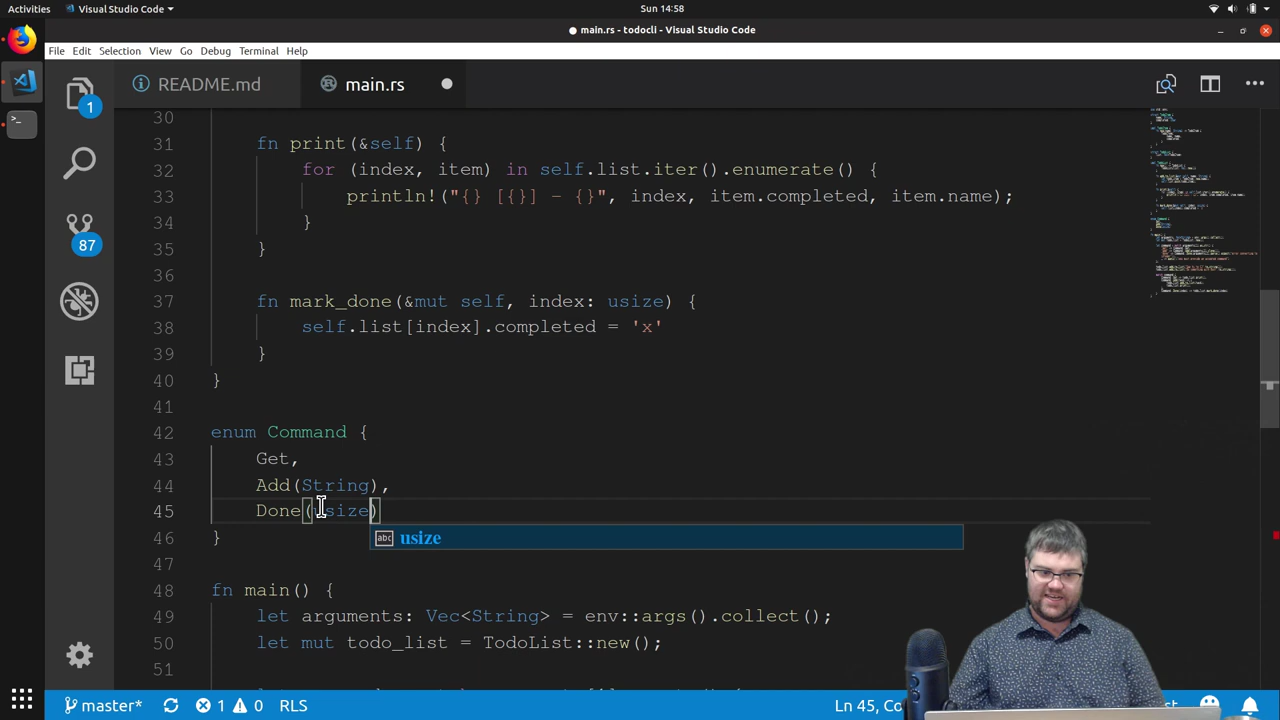 Activities Visual Studio Code Sun 14:58
main.rs - todocli - Visual Studio Code
File Edit Selection View Go Debug Terminal Help
README.md main.rs
1
87
30
31 fn print(&self) {
32 for (index, item) in self.list.iter().enumerate() {
33 println!("{} [{}] - {}", index, item.completed, item.name);
34 }
35 }
36
37 fn mark_done(&mut self, index: usize) {
38 self.list[index].completed = 'x'
39 }
40 }
41
42 enum Command {
43 Get,
44 Add(String),
45 Done(usize)
usize
46 }
47
48 fn main() {
49 let arguments: Vec<String> = env::args().collect();
50 let mut todo_list = TodoList::new();
51
master* 1 0 RLS Ln 45,